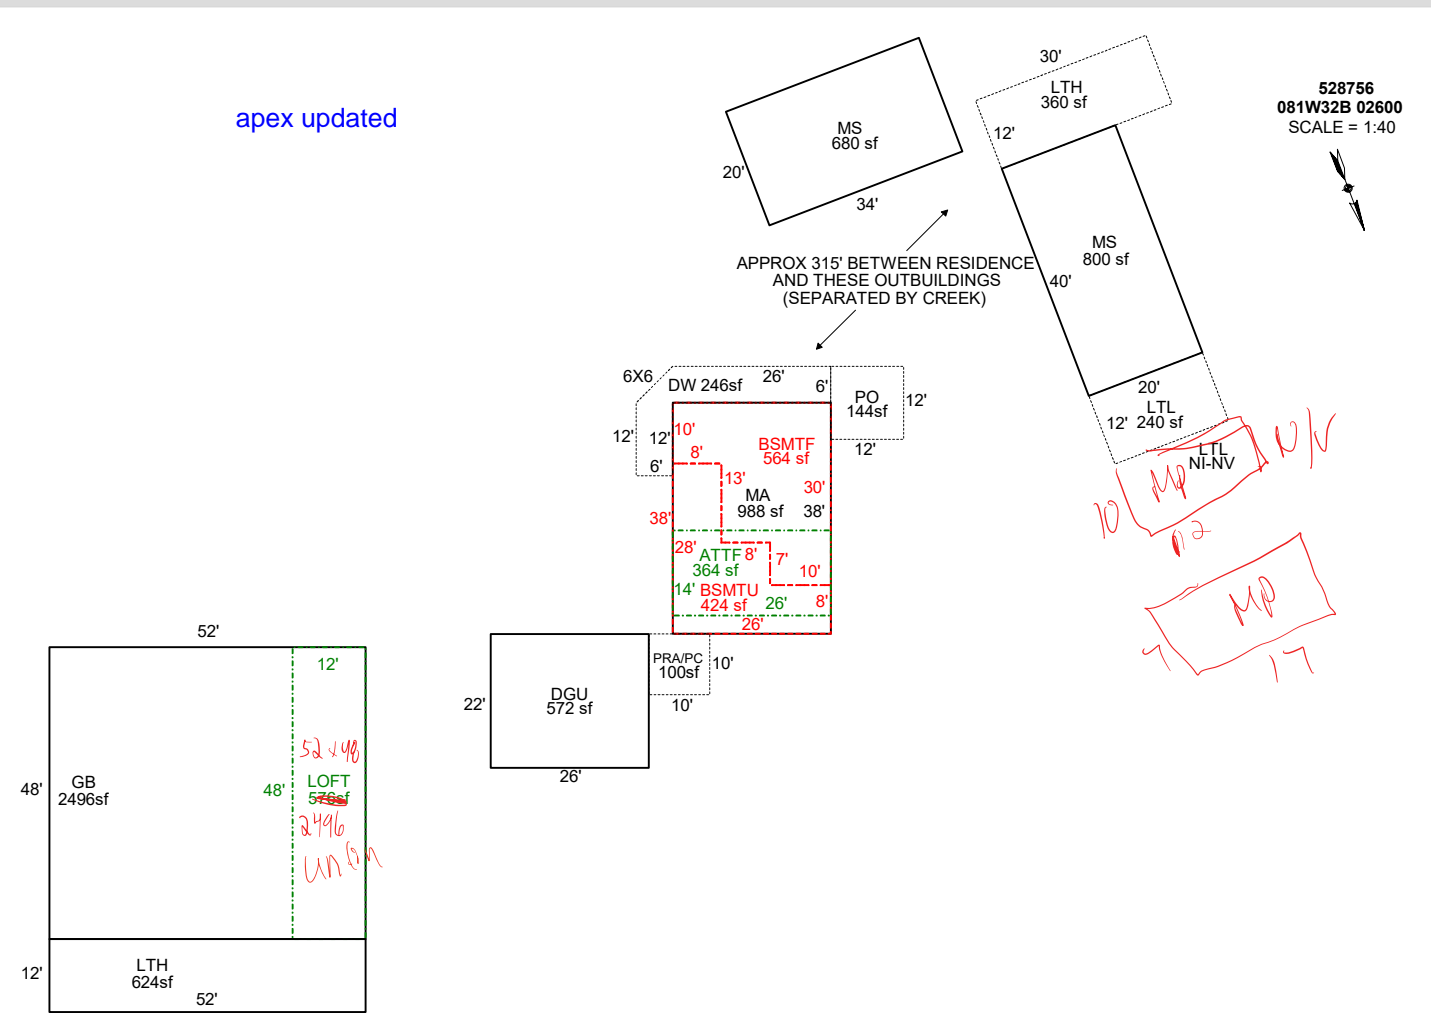 apex updated
528756
081W32B 02600
SCALE = 1:40
30'
LTH
360 sf
12'
MS
680 sf
20'
34'
MS
800 sf
40'
APPROX 315' BETWEEN RESIDENCE
AND THESE OUTBUILDINGS
(SEPARATED BY CREEK)
20'
12'
LTL
240 sf
LTL
NI-NV
MP
N/V
10
12
MP
7
17
6X6
DW 246sf
26'
6'
PO
144sf
12'
12'
12'
12'
6'
10'
8'
BSMTF
564 sf
13'
30'
MA
988 sf
38'
38'
28'
ATTF
364 sf
8'
7'
10'
14'
BSMTU
424 sf
26'
8'
26'
PRA/PC
100sf
10'
10'
DGU
572 sf
22'
26'
52'
12'
52 x 48
GB
2496sf
48'
48'
LOFT
576sf
2496
unfin
LTH
624sf
12'
52'